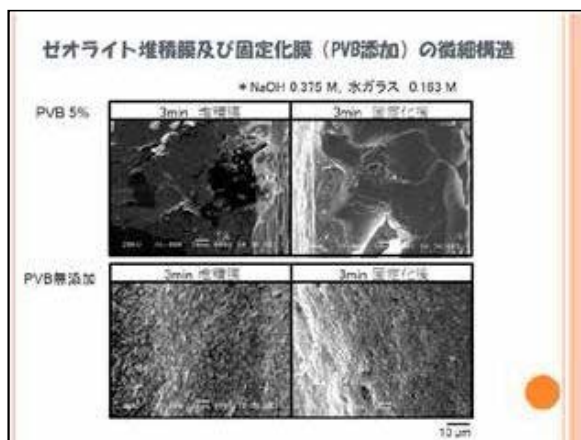 ゼオライト堆積膜及び固定化膜（PVB添加）の微細構造
* NaOH 0.375 M, 水ガラス 0.163 M
PVB 5%
3min 堆積膜
3min 固定化後
PVB無添加
3min 堆積膜
3min 固定化後
10 μm